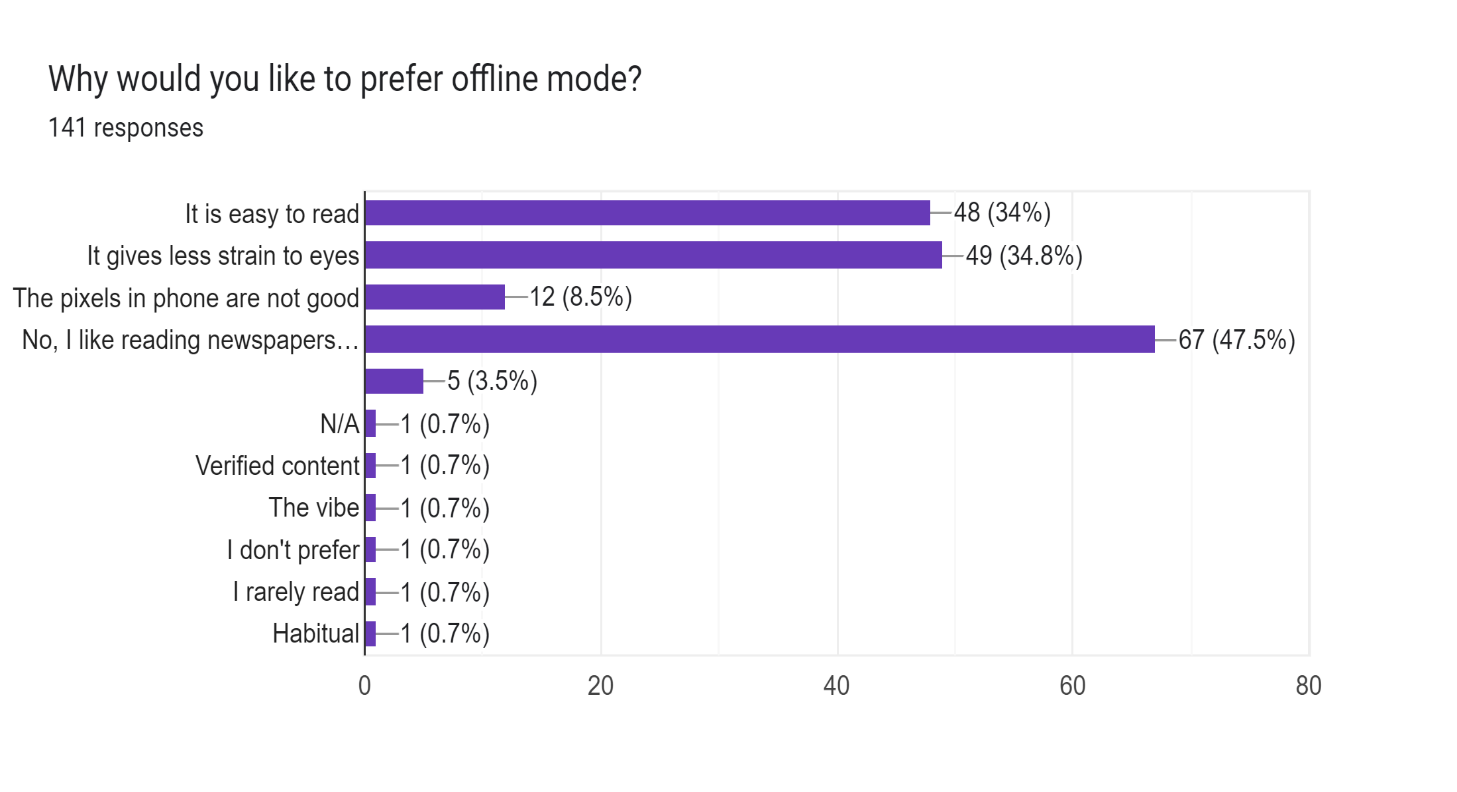 Why would you like to prefer offline mode?
141 responses
It is easy to read 48 (34%)
It gives less strain to eyes 49 (34.8%)
The pixels in phone are not good 12 (8.5%)
No, I like reading newspapers… 67 (47.5%)
5 (3.5%)
N/A 1 (0.7%)
Verified content 1 (0.7%)
The vibe 1 (0.7%)
I don't prefer 1 (0.7%)
I rarely read 1 (0.7%)
Habitual 1 (0.7%)
0 20 40 60 80